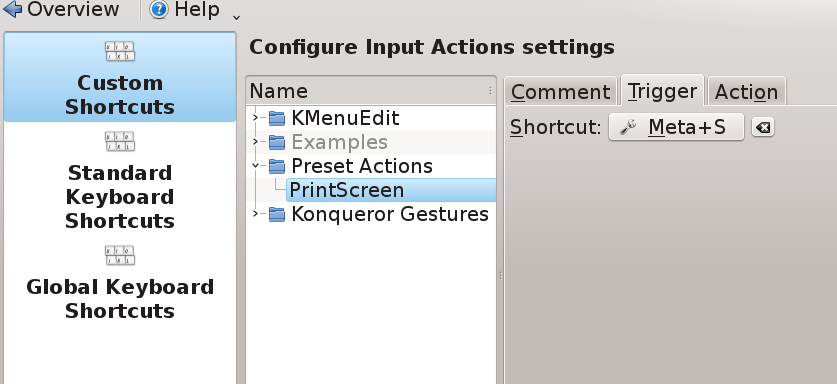 Overview
Help
Configure Input Actions settings
Custom
Shortcuts
Standard
Keyboard
Shortcuts
Global Keyboard
Shortcuts
Name
KMenuEdit
Examples
Preset Actions
PrintScreen
Konqueror Gestures
Comment
Trigger
Action
Shortcut:
Meta+S